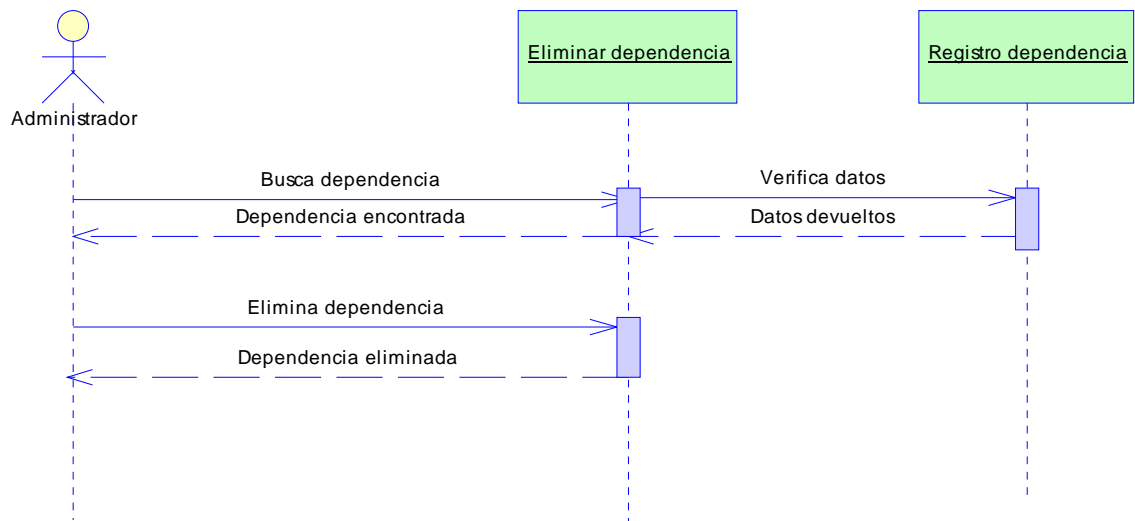 Eliminar dependencia
Registro dependencia
Administrador
Busca dependencia
Verifica datos
Dependencia encontrada
Datos devueltos
Elimina dependencia
Dependencia eliminada